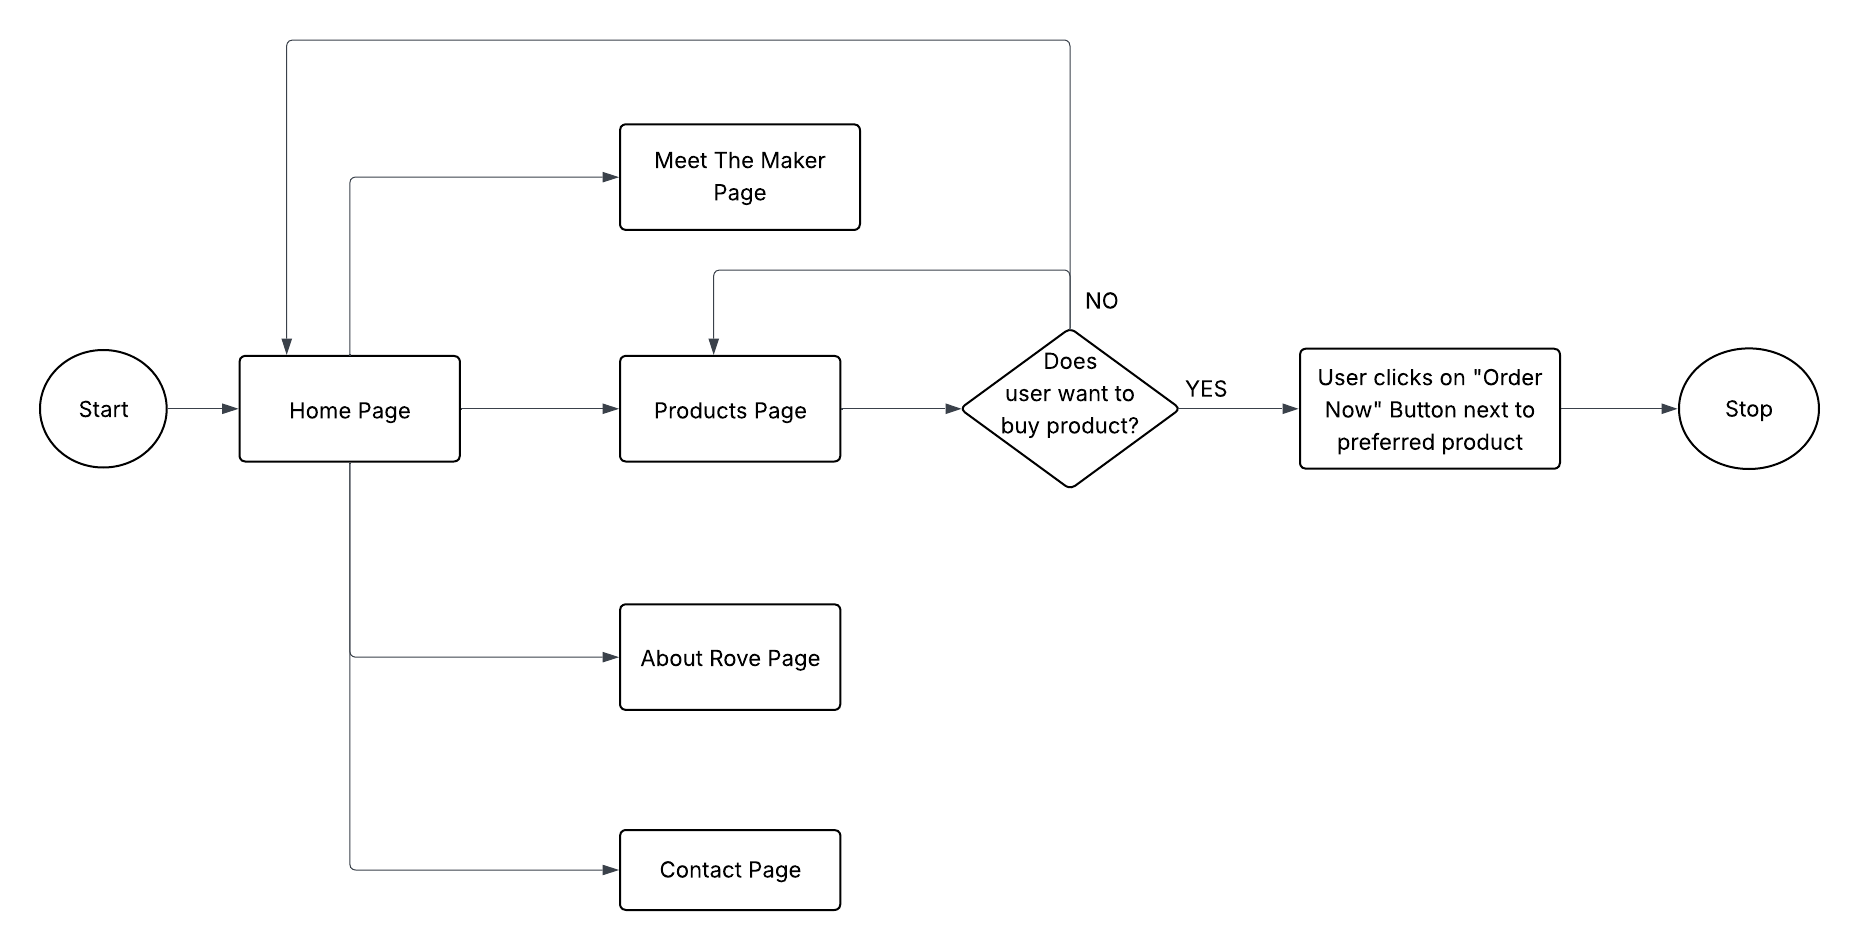 Meet The Maker
Page
NO
Start
Home Page
Products Page
Does
user want to
buy product?
YES
User clicks on "Order
Now" Button next to
preferred product
Stop
About Rove Page
Contact Page